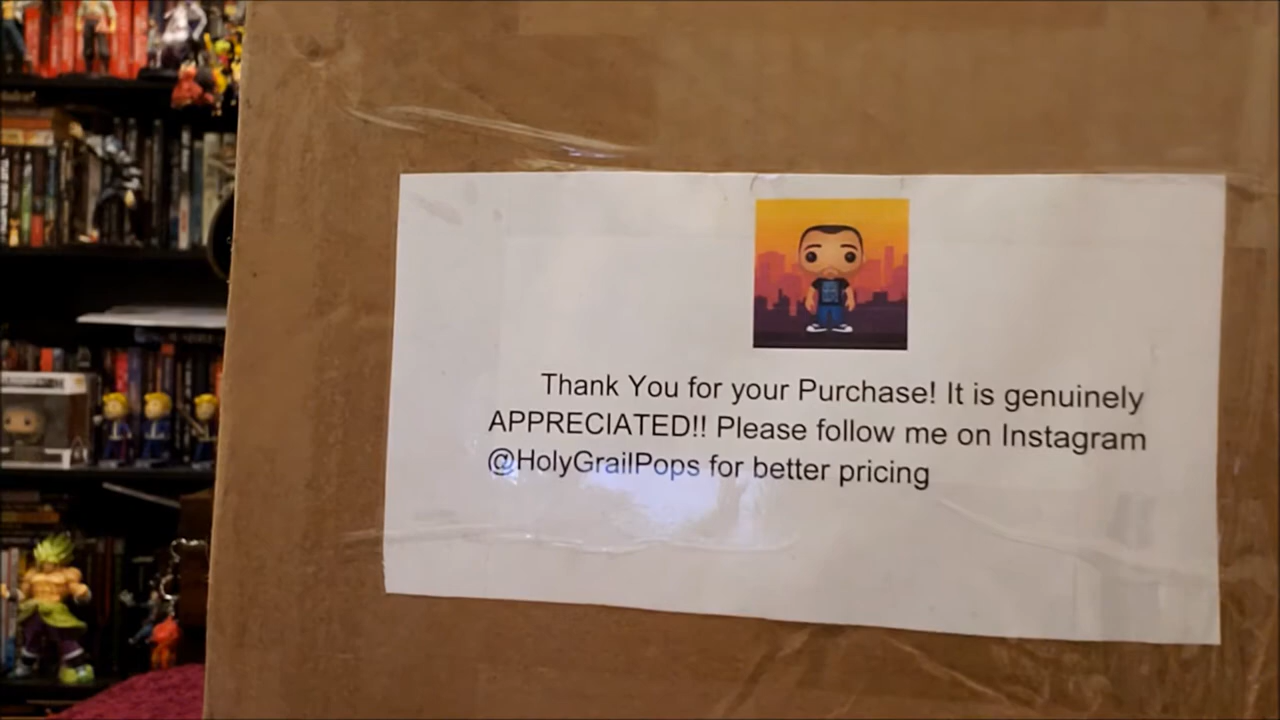 Thank You for your Purchase! It is genuinely
APPRECIATED!! Please follow me on Instagram
@HolyGrailPops for better pricing